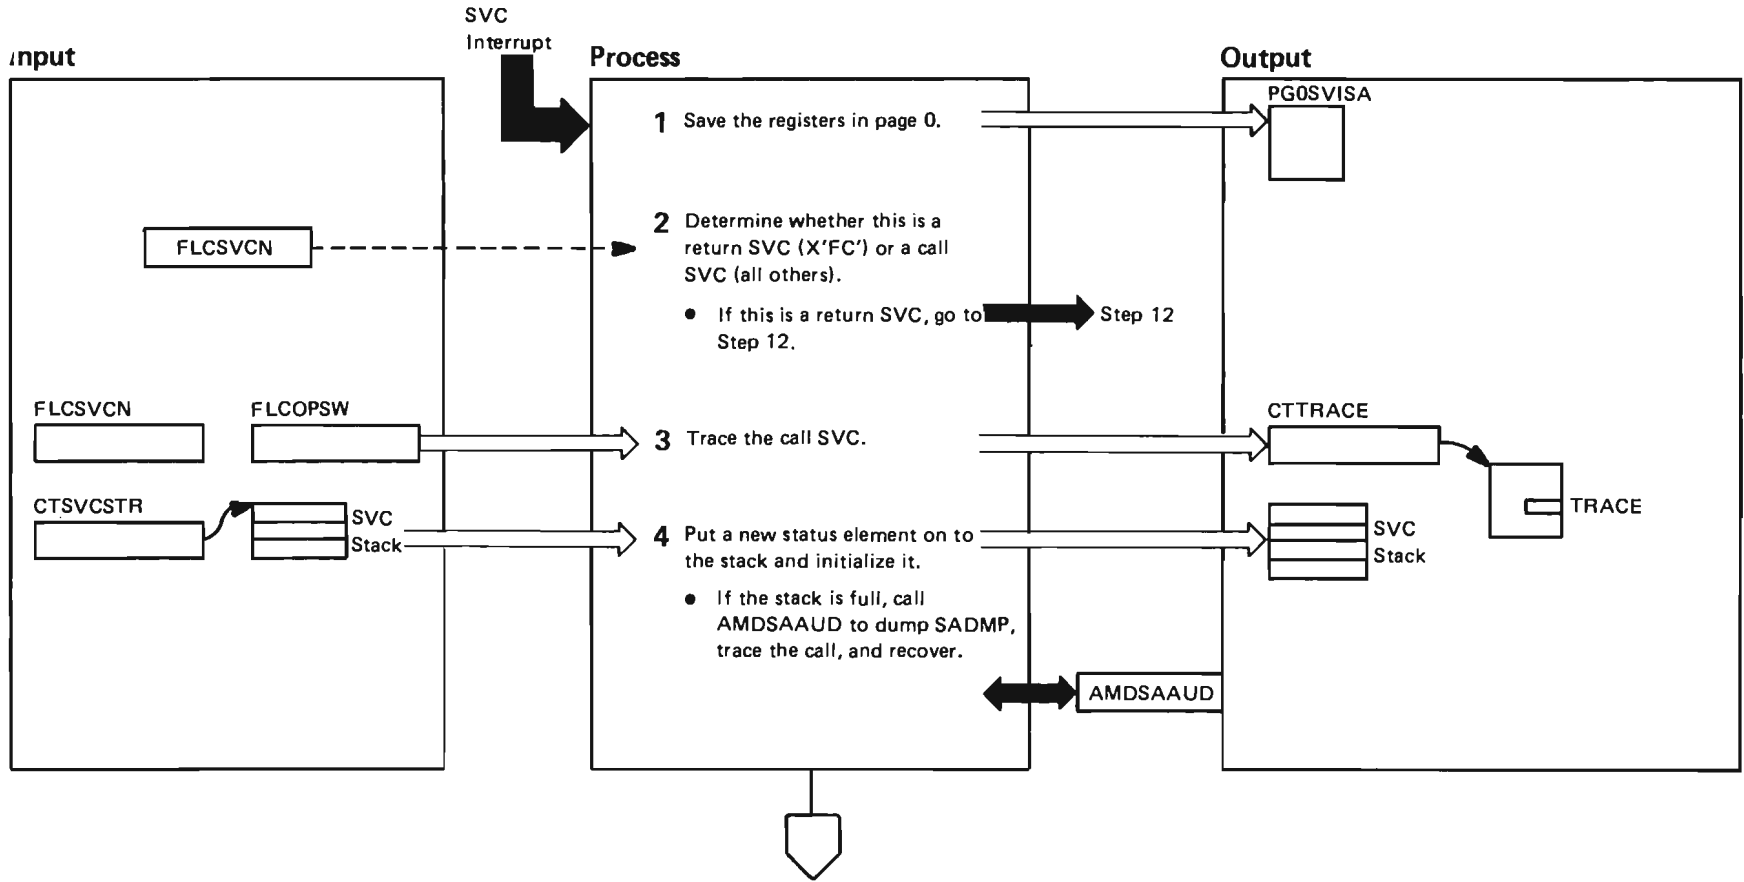 SVC
Interrupt
Input
Process
Output
PG0SVISA
1 Save the registers in page 0.
2 Determine whether this is a
return SVC (X'FC') or a call
SVC (all others).
FLCSVCN
• If this is a return SVC, go to
Step 12.
Step 12
FLCSVCN
FLCOPSW
3 Trace the call SVC.
CTTRACE
TRACE
CTSVCSTR
SVC
Stack
4 Put a new status element on to
the stack and initialize it.
SVC
Stack
• If the stack is full, call
AMDSAAUD to dump SADMP,
trace the call, and recover.
AMDSAAUD